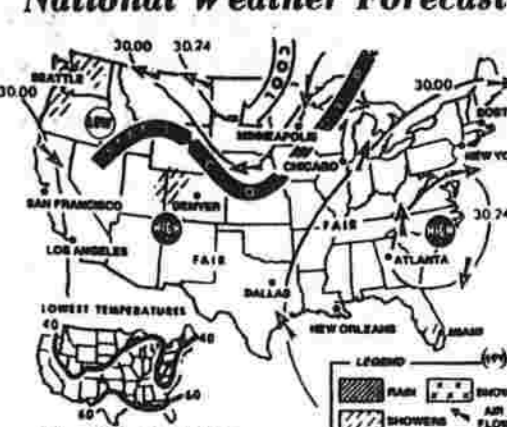 National Weather Forecast
30.00 30.24
SEATTLE
30.00
30.00
LOW
COOL
MINNEAPOLIS
BOST
CHICAGO
NEW YO
SAN FRANCISCO
DENVER
30.24
HIGH
FAIR
HIGH
LOS ANGELES
FAIR
ATLANTA
DALLAS
LOWEST TEMPERATURES
NEW ORLEANS
MIAMI
40
40
LEGEND
60
60
RAIN
SNOW
SHOWERS
AIR
FLOW